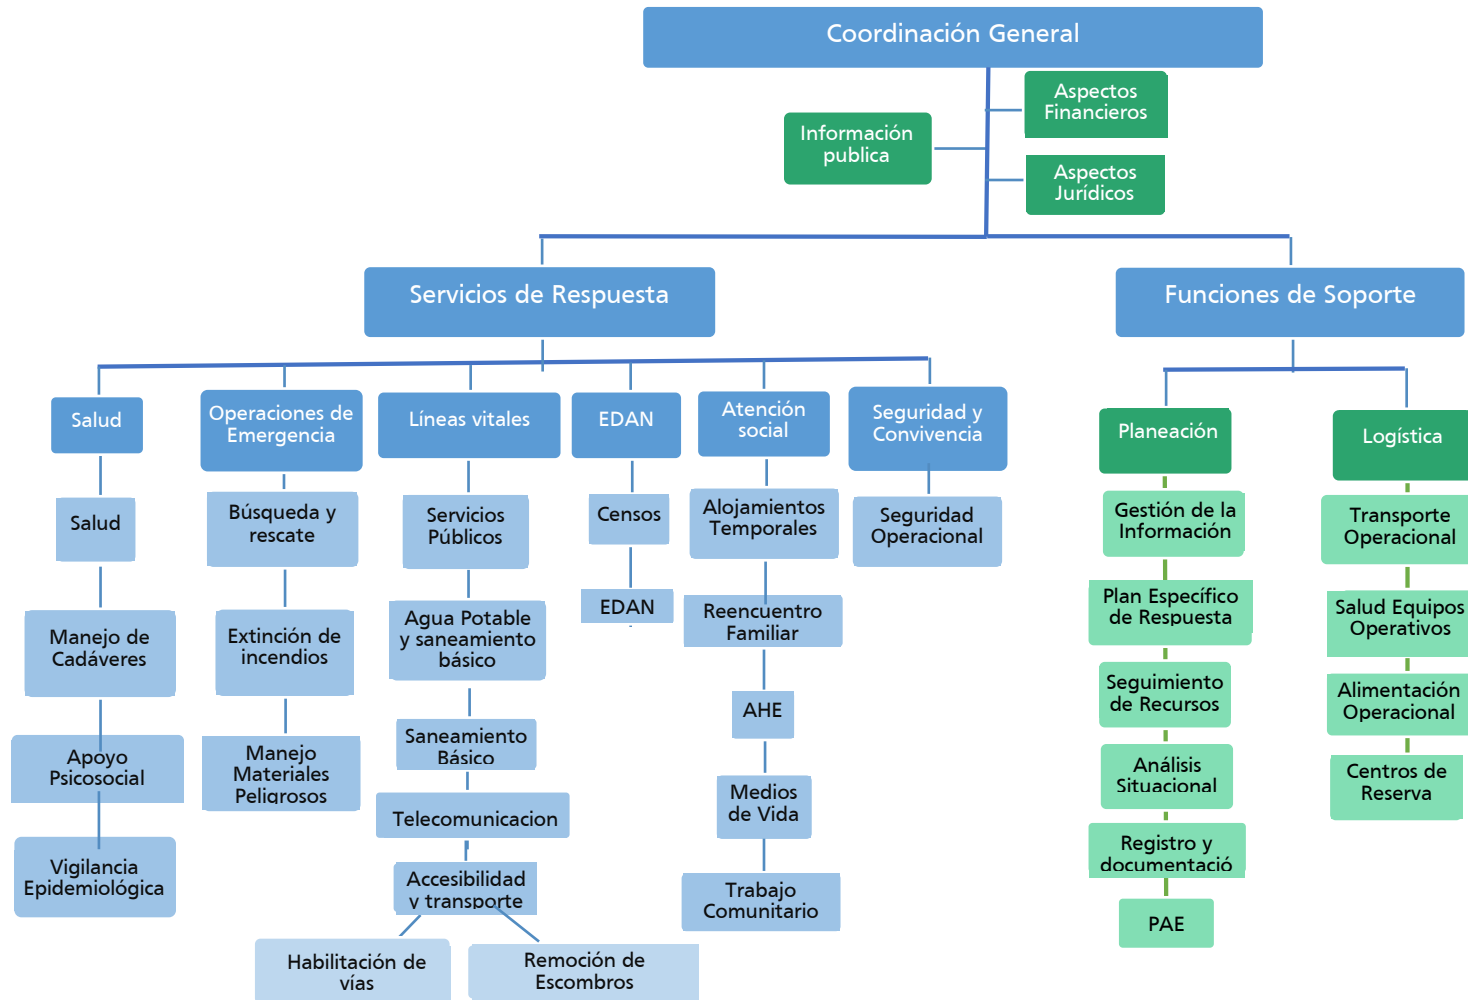 Coordinación General
Aspectos
Financieros
Información
publica
Aspectos
Jurídicos
Servicios de Respuesta
Funciones de Soporte
Salud
Operaciones de
Emergencia
Líneas vitales
EDAN
Atención
social
Seguridad y
Convivencia
Planeación
Logística
Salud
Manejo de
Cadáveres
Apoyo
Psicosocial
Vigilancia
Epidemiológica
Búsqueda y
rescate
Extinción de
incendios
Manejo
Materiales
Peligrosos
Servicios
Públicos
Agua Potable
y saneamiento
básico
Saneamiento
Básico
Telecomunicacion
Accesibilidad
y transporte
Habilitación de
vías
Remoción de
Escombros
Censos
EDAN
Alojamientos
Temporales
Reencuentro
Familiar
AHE
Medios
de Vida
Trabajo
Comunitario
Seguridad
Operacional
Gestión de la
Información
Plan Específico
de Respuesta
Seguimiento
de Recursos
Análisis
Situacional
Registro y
documentació
PAE
Transporte
Operacional
Salud Equipos
Operativos
Alimentación
Operacional
Centros de
Reserva